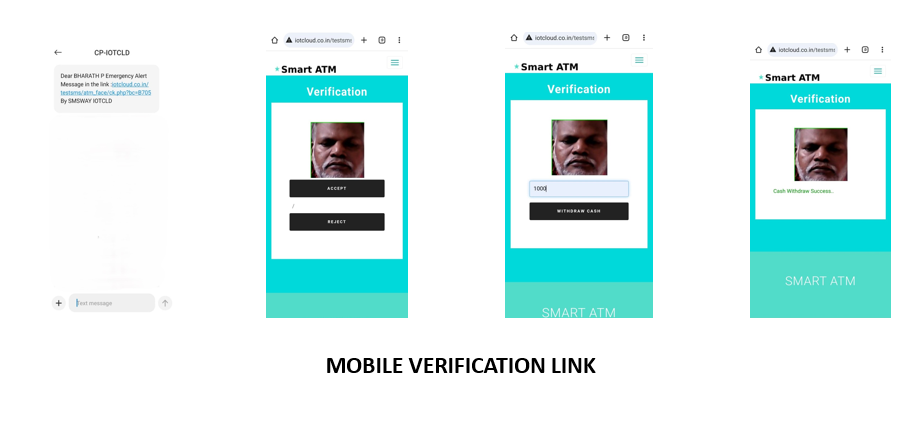 CP-IOTCLD
Dear BHARATH P Emergency Alert
Message in the link :iotcloud.co.in/
testsms/atm_face/ck.php?bc=B705
By SMSWAY IOTCLD
Text message
iotcloud.co.in/testsms
* Smart ATM
Verification
ACCEPT
/
REJECT
iotcloud.co.in/testsms
* Smart ATM
Verification
1000
WITHDRAW CASH
SMART ATM
iotcloud.co.in/testsms
* Smart ATM
Verification
Cash Withdraw Success..
SMART ATM
MOBILE VERIFICATION LINK